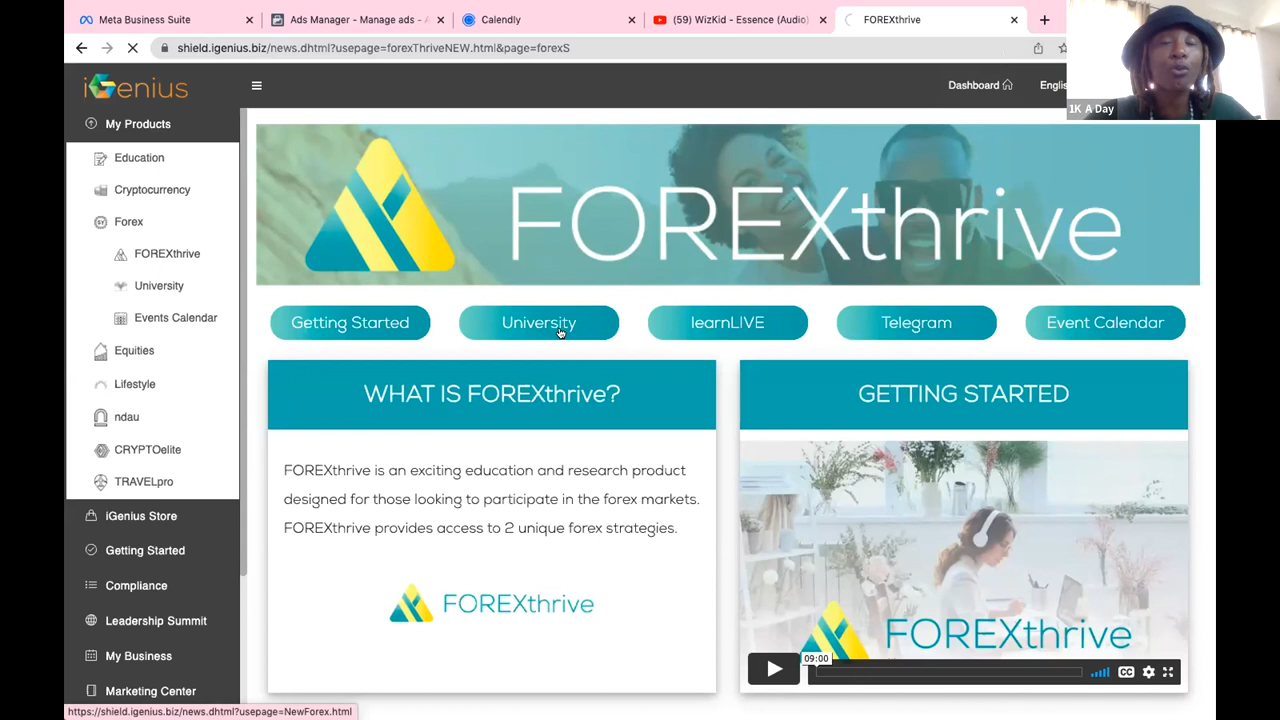 Meta Business Suite
Ads Manager - Manage ads - A
Calendly
(59) WizKid - Essence (Audio)
FOREXthrive
shield.igenius.biz/news.dhtml?usepage=forexThriveNEW.html&page=forexS
iGenius
Dashboard
English
1K A Day
My Products
Education
Cryptocurrency
Forex
FOREXthrive
University
Events Calendar
Equities
Lifestyle
ndau
CRYPTOelite
TRAVELpro
iGenius Store
Getting Started
Compliance
Leadership Summit
My Business
Marketing Center
FOREXthrive
Getting Started
University
learnLIVE
Telegram
Event Calendar
WHAT IS FOREXthrive?
FOREXthrive is an exciting education and research product
designed for those looking to participate in the forex markets.
FOREXthrive provides access to 2 unique forex strategies.
FOREXthrive
GETTING STARTED
FOREXthrive
09:00
CC
https://shield.igenius.biz/news.dhtml?usepage=NewForex.html